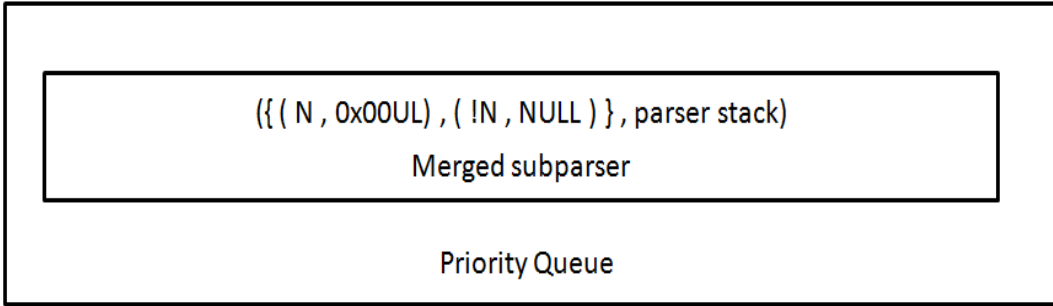 ({ ( N , 0x00UL) , ( !N , NULL ) } , parser stack)
Merged subparser
Priority Queue